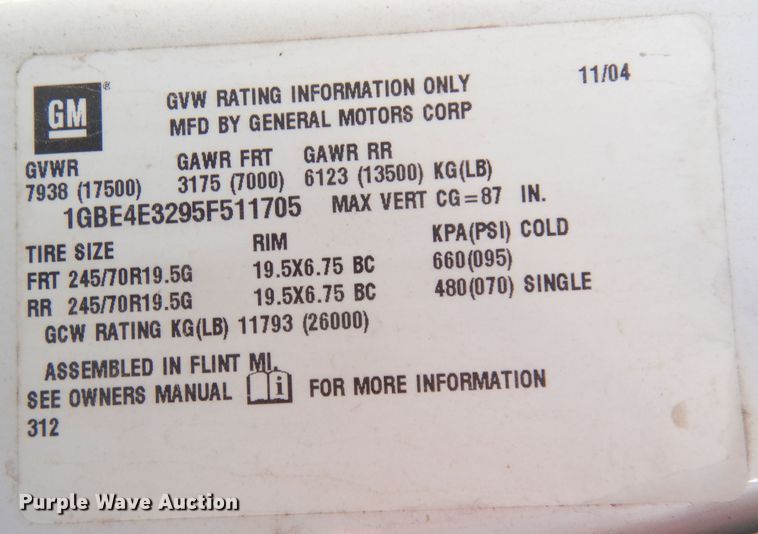 GM ®
GVW RATING INFORMATION ONLY 11/04
MFD BY GENERAL MOTORS CORP
GVWR GAWR FRT GAWR RR
7938 (17500) 3175 (7000) 6123 (13500) KG(LB)
1GBE4E3295F511705 MAX VERT CG=87 IN.
TIRE SIZE RIM KPA(PSI) COLD
FRT 245/70R19.5G 19.5X6.75 BC 660(095)
RR 245/70R19.5G 19.5X6.75 BC 480(070) SINGLE
GCW RATING KG(LB) 11793 (26000)
ASSEMBLED IN FLINT MI.
SEE OWNERS MANUAL i FOR MORE INFORMATION
312
Purple Wave Auction